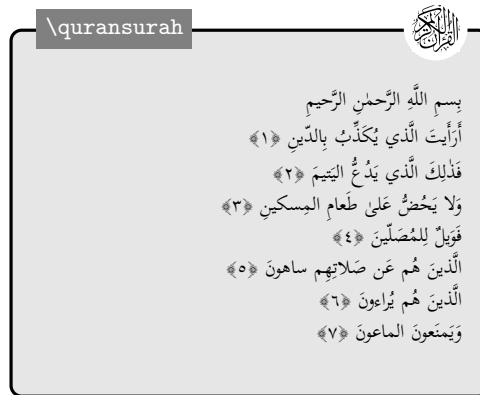 \quransurah
القرآن الكريم
بِسمِ اللَّهِ الرَّحمٰنِ الرَّحيمِ
أَرَأَيتَ الَّذي يُكَذِّبُ بِالدّينِ ﴿١﴾
فَذٰلِكَ الَّذي يَدُعُّ اليَتيمَ ﴿٢﴾
وَلا يَحُضُّ عَلىٰ طَعامِ المِسكينِ ﴿٣﴾
فَوَيلٌ لِلمُصَلّينَ ﴿٤﴾
الَّذينَ هُم عَن صَلاتِهِم ساهونَ ﴿٥﴾
الَّذينَ هُم يُراءونَ ﴿٦﴾
وَيَمنَعونَ الماعونَ ﴿٧﴾